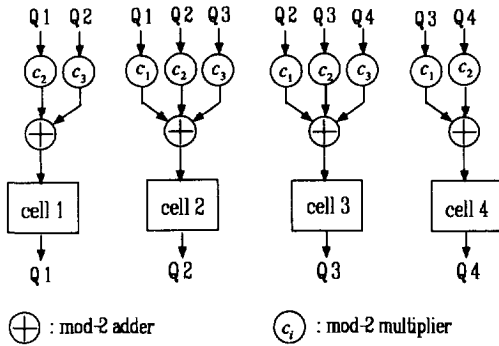 Q1 Q2 Q1 Q2 Q3 Q2 Q3 Q4 Q3 Q4
c₂ c₃ c₁ c₂ c₃ c₁ c₂ c₃ c₁ c₂
cell 1 cell 2 cell 3 cell 4
Q1 Q2 Q3 Q4
: mod-2 adder cᵢ : mod-2 multiplier